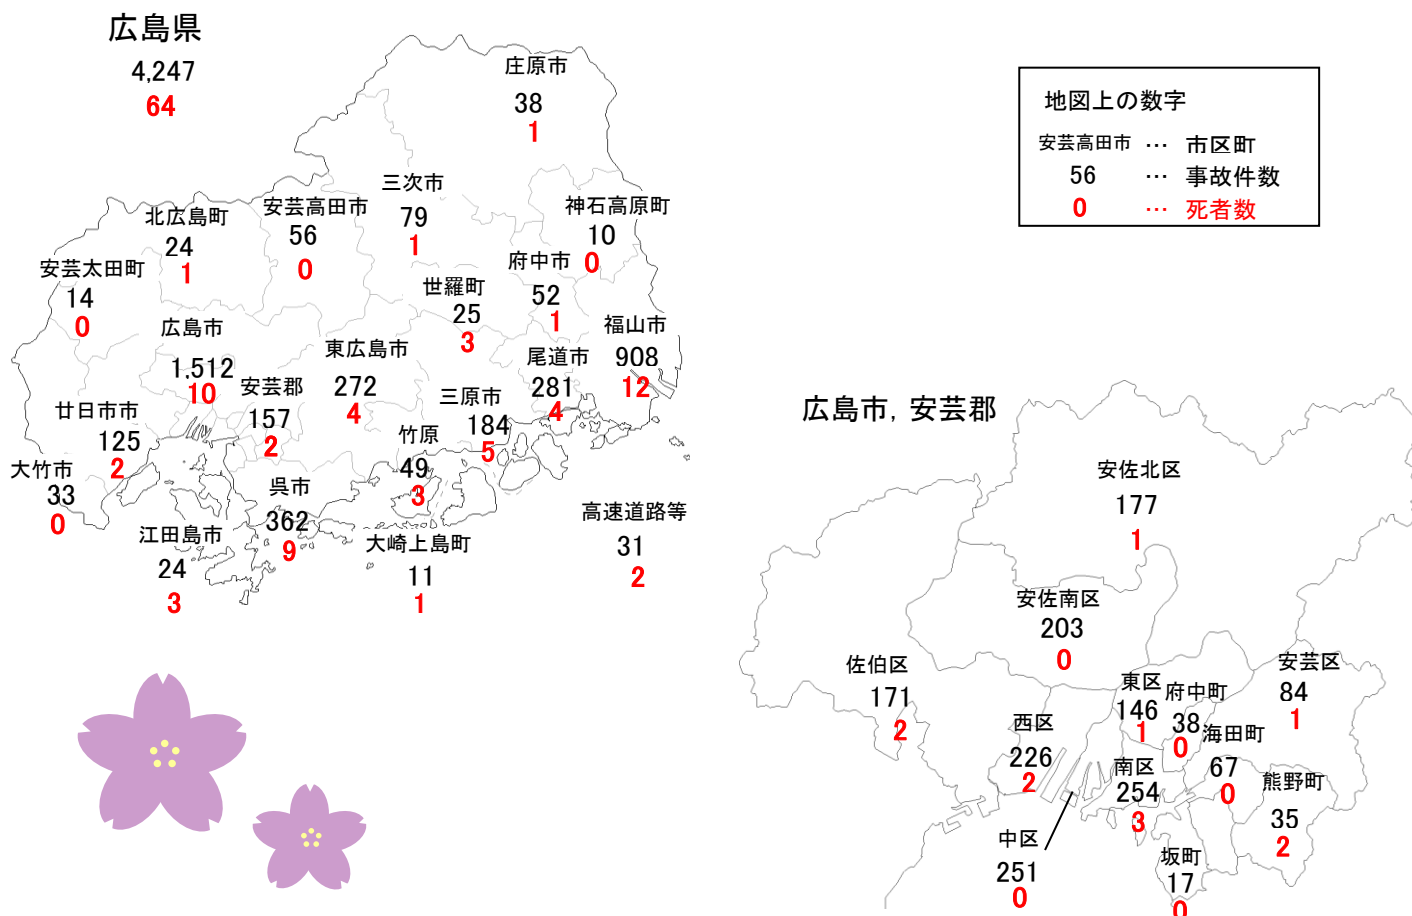 広島県
4,247
64
庄原市
38
1
三次市
79
1
神石高原町
10
0
安芸高田市
56
0
北広島町
24
1
安芸太田町
14
0
府中市
52
1
世羅町
25
3
福山市
908
12
広島市
1,512
10
東広島市
272
4
尾道市
281
4
安芸郡
157
2
三原市
184
5
廿日市市
125
2
竹原
49
3
大竹市
33
0
呉市
362
9
江田島市
24
3
大崎上島町
11
1
高速道路等
31
2
地図上の数字
安芸高田市 … 市区町
56 … 事故件数
0 … 死者数
広島市, 安芸郡
安佐北区
177
1
安佐南区
203
0
佐伯区
171
2
西区
226
2
東区
146
1
府中町
38
0
安芸区
84
1
海田町
67
0
南区
254
3
熊野町
35
2
中区
251
0
坂町
17
0